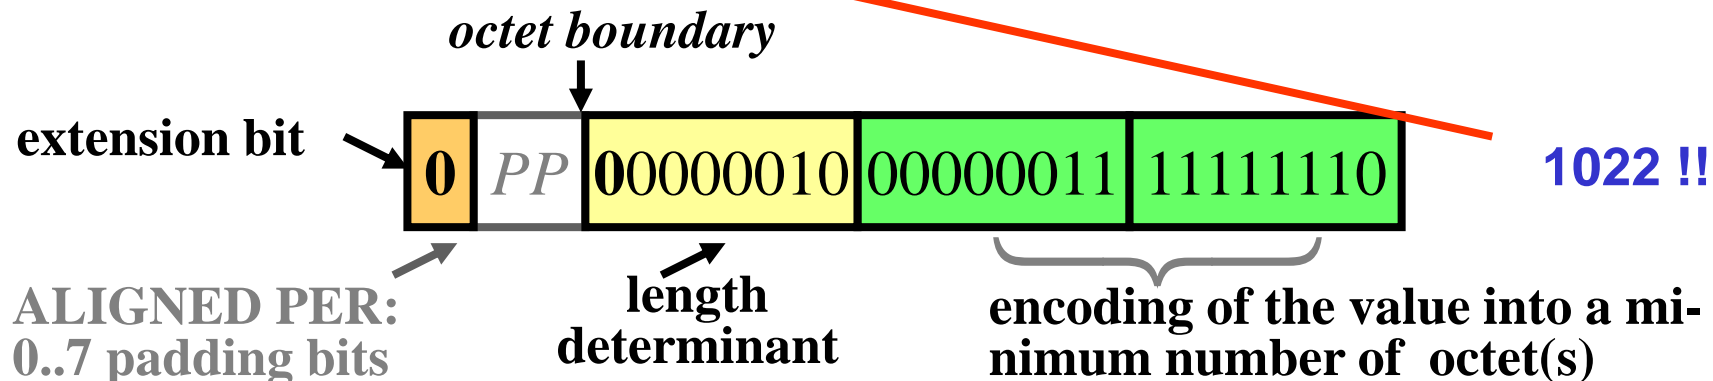 octet boundary
extension bit
0 PP 00000010 00000011 11111110
1022 !!
ALIGNED PER:
0..7 padding bits
length
determinant
encoding of the value into a mi-
nimum number of octet(s)